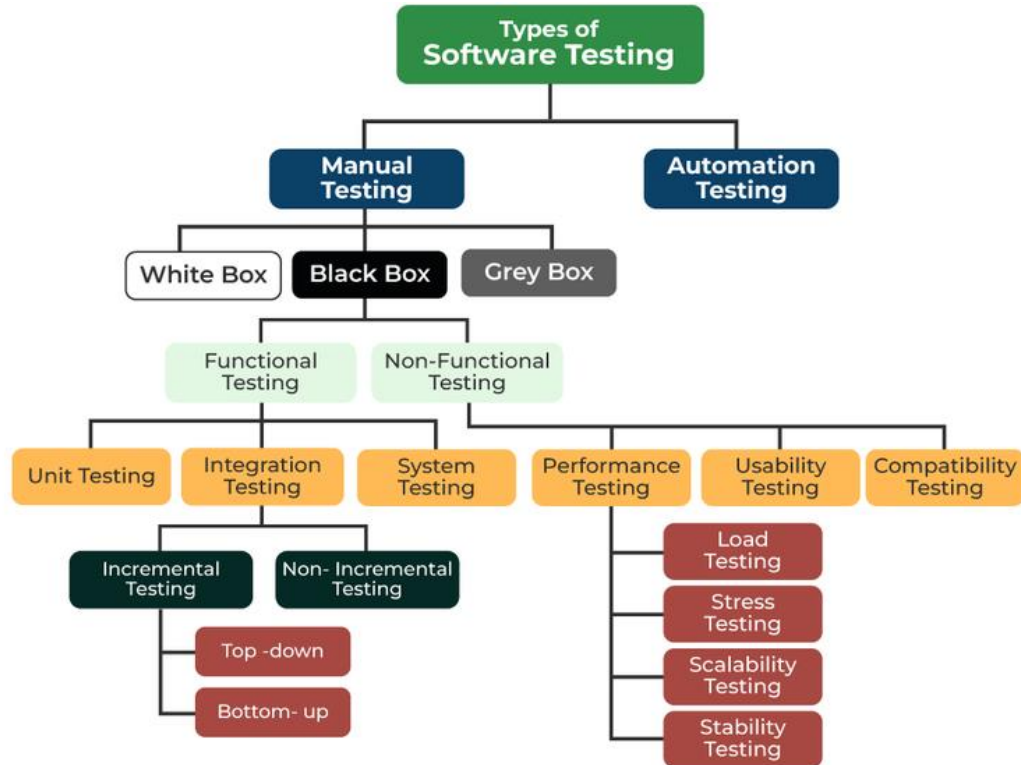 Types of
Software Testing
Manual
Testing
Automation
Testing
White Box
Black Box
Grey Box
Functional
Testing
Non-Functional
Testing
Unit Testing
Integration
Testing
System
Testing
Performance
Testing
Usability
Testing
Compatibility
Testing
Incremental
Testing
Non- Incremental
Testing
Top -down
Bottom- up
Load
Testing
Stress
Testing
Scalability
Testing
Stability
Testing